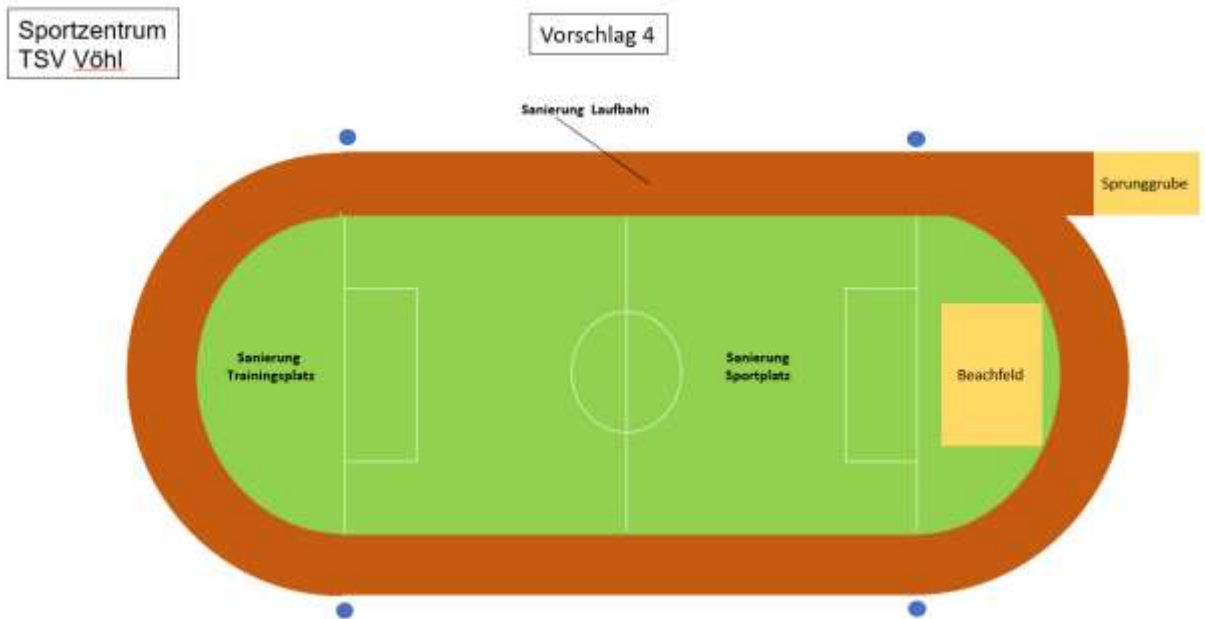 Sportzentrum
TSV Vöhl
Vorschlag 4
Sanierung Laufbahn
Sprunggrube
Sanierung
Trainingsplatz
Sanierung
Sportplatz
Beachfeld